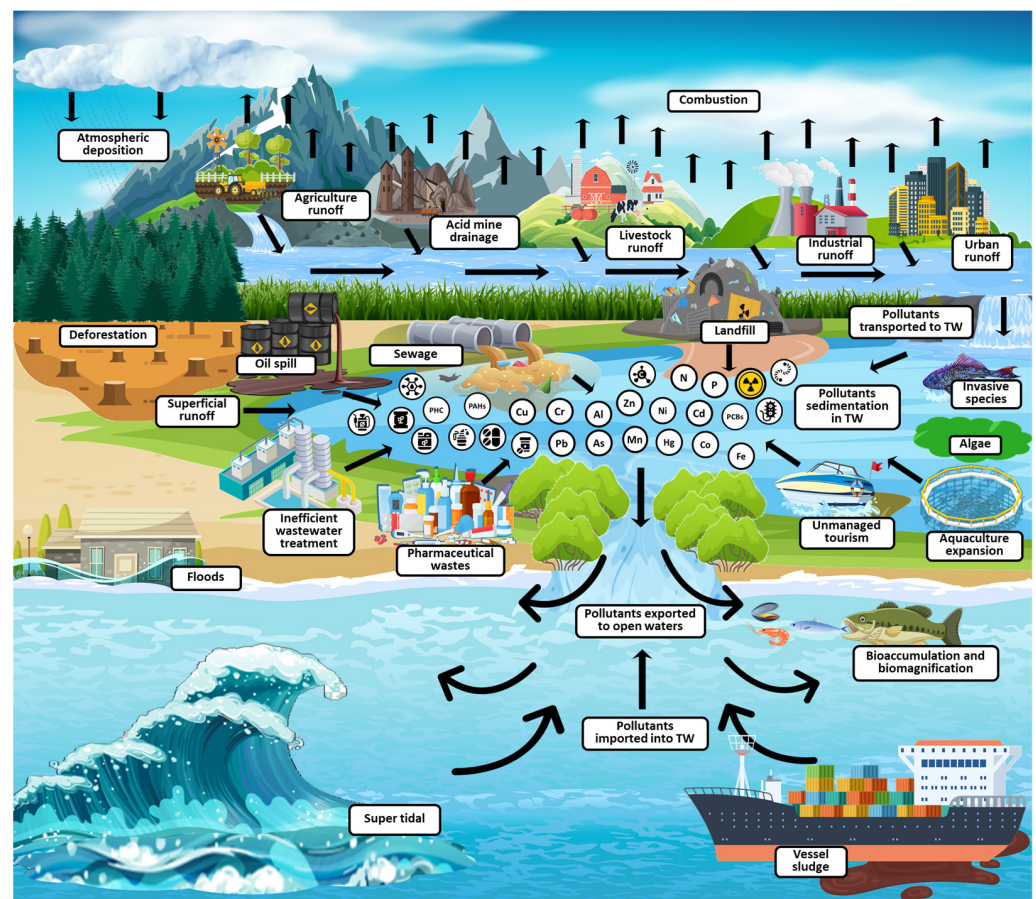 Combustion
Atmospheric
deposition
Agriculture
runoff
Acid mine
drainage
Livestock
runoff
Industrial
runoff
Urban
runoff
Deforestation
Oil spill
Sewage
Landfill
Pollutants
transported to TW
Superficial
runoff
PHC
PAHs
Cu
Cr
Al
Zn
N
P
Ni
Cd
PCBs
Pb
As
Mn
Hg
Co
Fe
Pollutants
sedimentation
in TW
Invasive
species
Algae
Inefficient
wastewater
treatment
Pharmaceutical
wastes
Unmanaged
tourism
Aquaculture
expansion
Floods
Pollutants exported
to open waters
Bioaccumulation and
biomagnification
Pollutants
imported into TW
Super tidal
Vessel
sludge